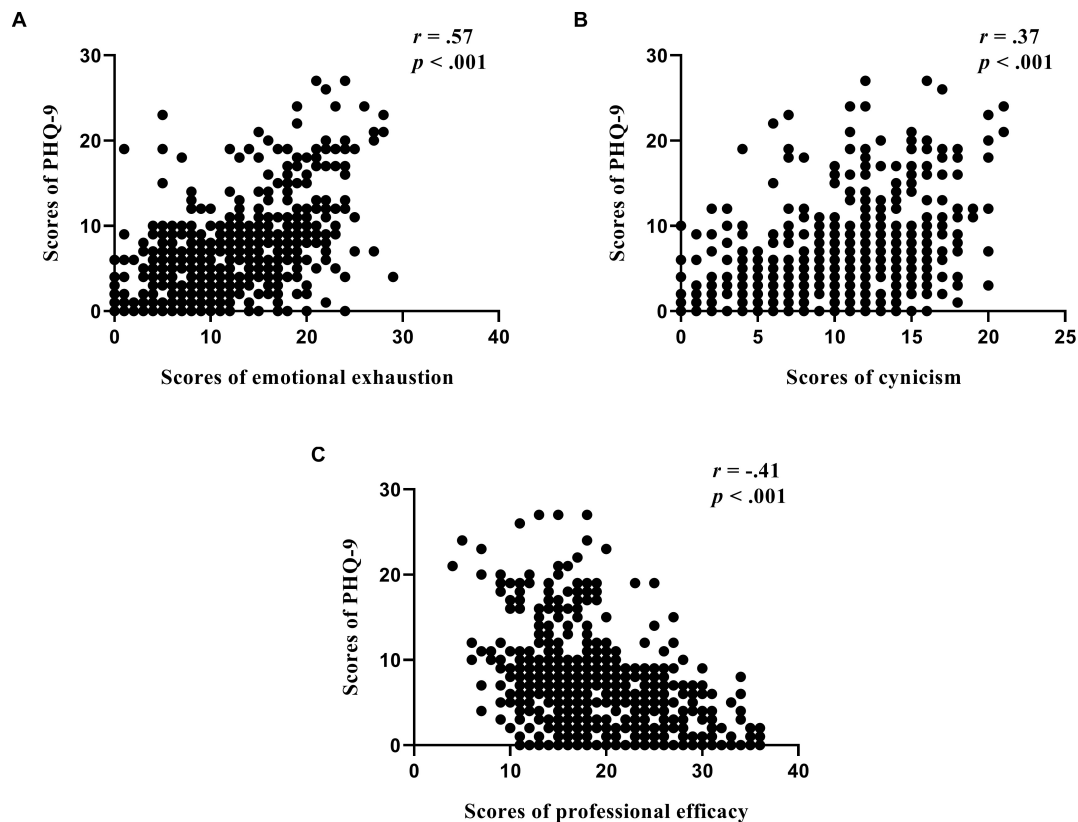 A
r = .57
p < .001
Scores of PHQ-9
30
20
10
0
0 10 20 30 40
Scores of emotional exhaustion
B
r = .37
p < .001
Scores of PHQ-9
30
20
10
0
0 5 10 15 20 25
Scores of cynicism
C
r = -.41
p < .001
Scores of PHQ-9
30
20
10
0
0 10 20 30 40
Scores of professional efficacy